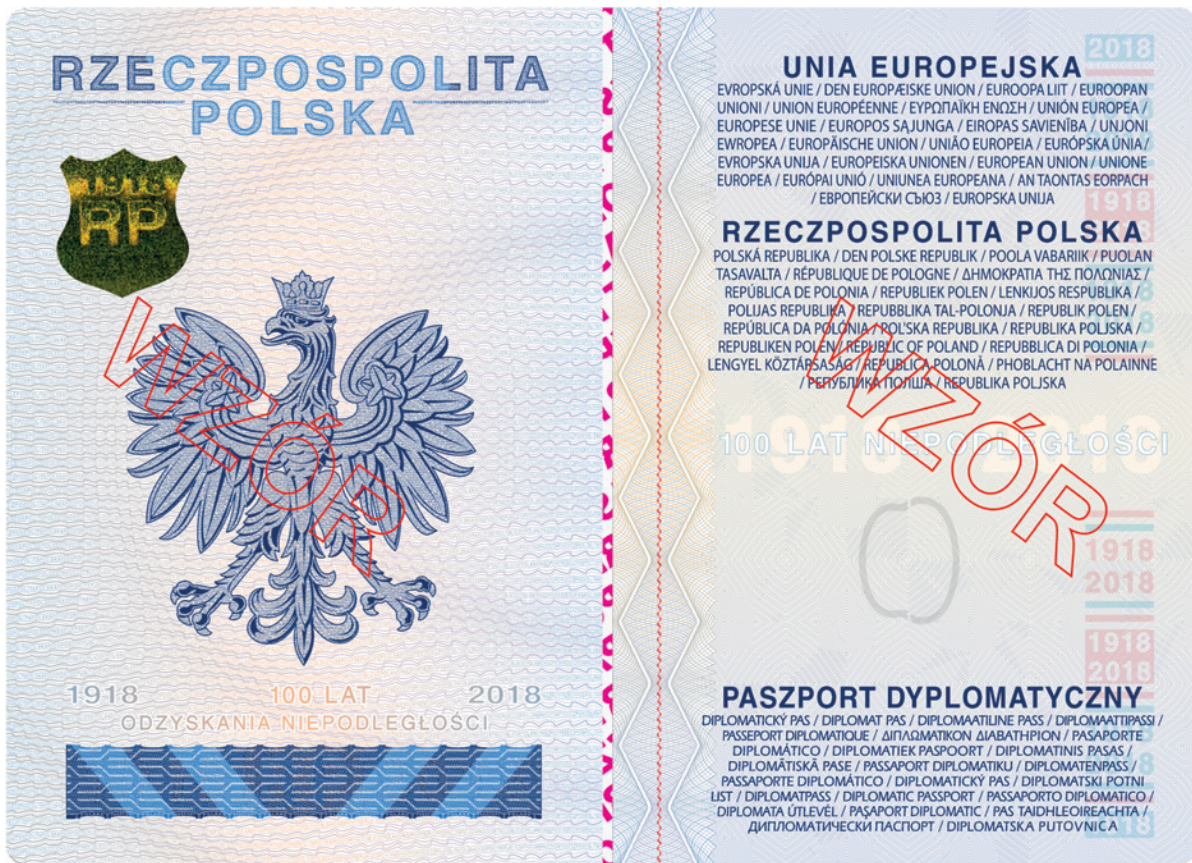 RZECZPOSPOLITA
POLSKA
1918
RP
WZÓR
1918 100 LAT 2018
ODZYSKANIA NIEPODLEGŁOŚCI
2018
UNIA EUROPEJSKA
EVROPSKÁ UNIE / DEN EUROPÆISKE UNION / EUROOPA LIIT / EUROOPAN
UNIONI / UNION EUROPÉENNE / ΕΥΡΩΠΑΪΚΗ ΕΝΩΣΗ / UNIÓN EUROPEA /
EUROPESE UNIE / EUROPOS SĄJUNGA / EIROPAS SAVIENĪBA / UNJONI
EWROPEA / EUROPÄISCHE UNION / UNIÃO EUROPEIA / EURÓPSKA ÚNIA /
EVROPSKA UNIJA / EUROPEISKA UNIONEN / EUROPEAN UNION / UNIONE
EUROPEA / EURÓPAI UNIÓ / UNIUNEA EUROPEANA / AN TAONTAS EORPACH
/ ЕВРОПЕЙСКИ СЪЮЗ / EUROPSKA UNIJA
1918
RZECZPOSPOLITA POLSKA
POLSKÁ REPUBLIKA / DEN POLSKE REPUBLIK / POOLA VABARIIK / PUOLAN
TASAVALTA / RÉPUBLIQUE DE POLOGNE / ΔΗΜΟΚΡΑΤΙΑ ΤΗΣ ΠΟΛΩΝΙΑΣ /
REPÚBLICA DE POLONIA / REPUBLIEK POLEN / LENKIJOS RESPUBLIKA /
POLIJAS REPUBLIKA / REPUBBLIKA TAL-POLONJA / REPUBLIK POLEN /
REPÚBLICA DA POLÓNIA / POL'SKA REPUBLIKA / REPUBLIKA POLJSKA /
REPUBLIKEN POLEN / REPUBLIC OF POLAND / REPUBBLICA DI POLONIA /
LENGYEL KÖZTÁRSASÁG / REPUBLICA POLONĂ / PHOBLACHT NA POLAINNE
/ РЕПУБЛИКА ПОЛША / REPUBLIKA POLJSKA
1918 2018
100 LAT NIEPODLEGŁOŚCI
WZÓR
1918
2018
1918
2018
PASZPORT DYPLOMATYCZNY
DIPLOMATICKÝ PAS / DIPLOMAT PAS / DIPLOMAATILINE PASS / DIPLOMAATTIPASSI /
PASSEPORT DIPLOMATIQUE / ΔΙΠΛΩΜΑΤΙΚΟΝ ΔΙΑΒΑΤΗΡΙΟΝ / PASAPORTE
DIPLOMÁTICO / DIPLOMATIEK PASPOORT / DIPLOMATINIS PASAS /
DIPLOMĀTISKĀ PASE / PASSAPORT DIPLOMATIKU / DIPLOMATENPASS /
PASSAPORTE DIPLOMÁTICO / DIPLOMATICKÝ PAS / DIPLOMATSKI POTNI
LIST / DIPLOMATPASS / DIPLOMATIC PASSPORT / PASSAPORTO DIPLOMATICO /
DIPLOMATA ÚTLEVÉL / PAŞAPORT DIPLOMATIC / PAS TAIDHLEOIREACHTA /
ДИПЛОМАТИЧЕСКИ ПАСПОРТ / DIPLOMATSKA PUTOVNICA